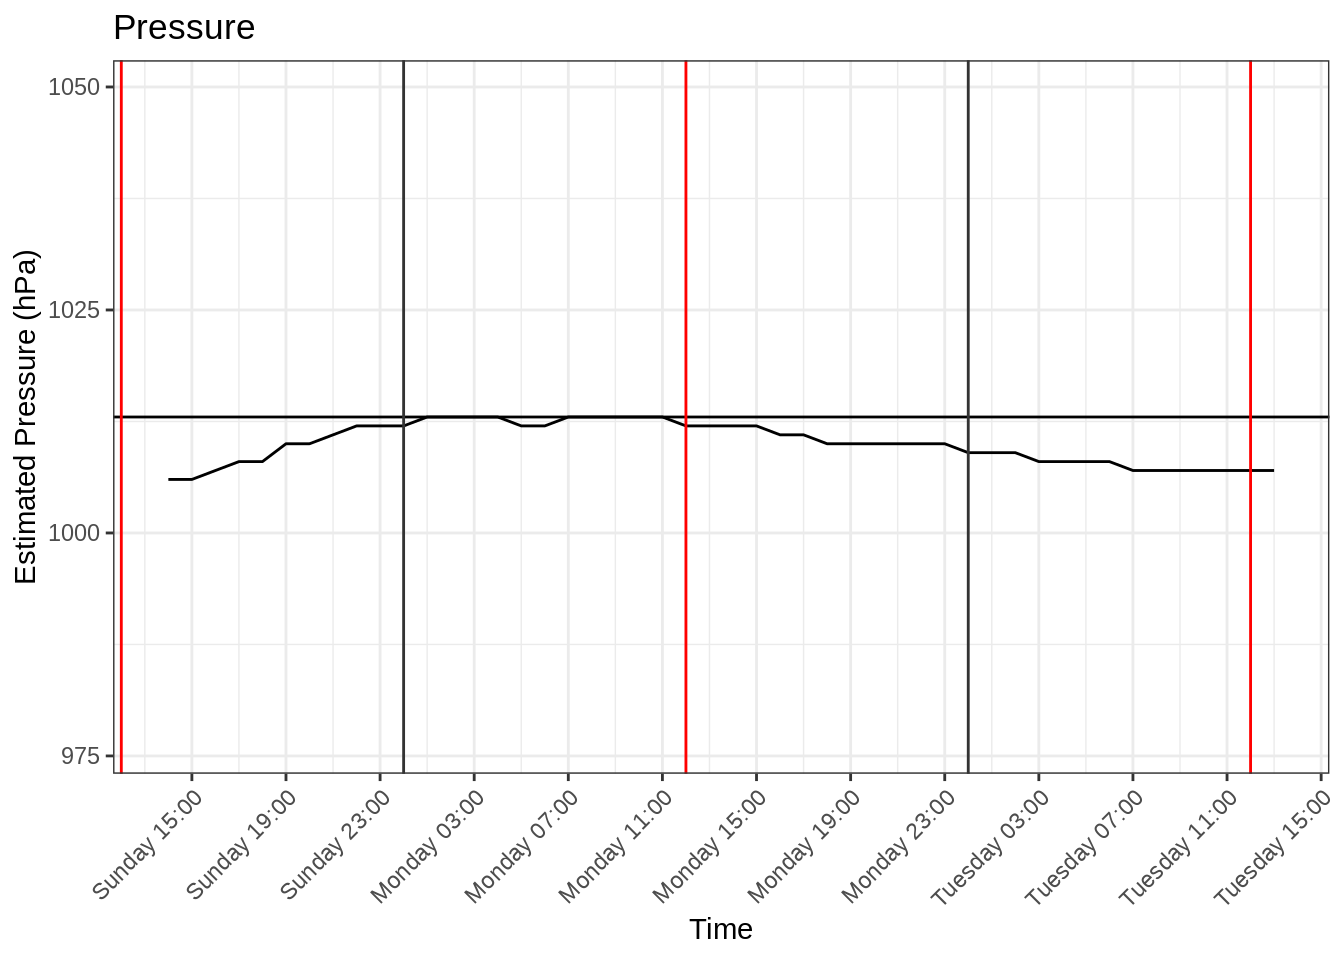 Pressure
Estimated Pressure (hPa)
1050
1025
1000
975
Sunday 15:00
Sunday 19:00
Sunday 23:00
Monday 03:00
Monday 07:00
Monday 11:00
Monday 15:00
Monday 19:00
Monday 23:00
Tuesday 03:00
Tuesday 07:00
Tuesday 11:00
Tuesday 15:00
Time